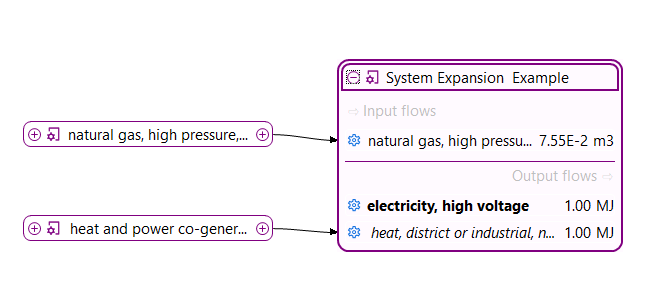 System Expansion Example
Input flows
natural gas, high pressure,...
natural gas, high pressu... 7.55E-2 m3
Output flows
electricity, high voltage 1.00 MJ
heat and power co-gener...
heat, district or industrial, n... 1.00 MJ